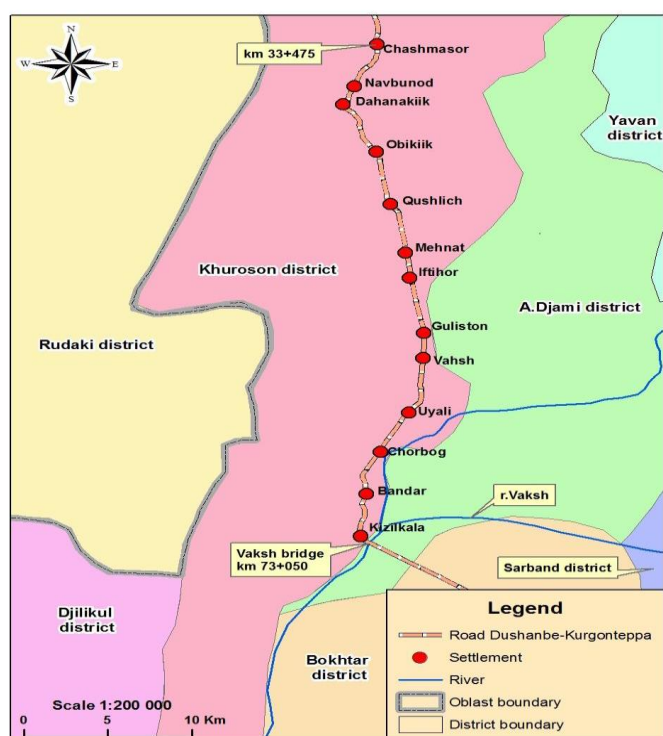 N
W E
S
km 33+475
Chashmasor
Navbunod
Dahanakiik
Yavan
district
Obikiik
Qushlich
Mehnat
Khuroson district
Iftihor
A.Djami district
Guliston
Rudaki district
Vahsh
Uyali
Chorbog
Bandar
r.Vaksh
Kizilkala
Vaksh bridge
km 73+050
Sarband district
Djilikul
district
Bokhtar
district
Legend
Road Dushanbe-Kurgonteppa
Settlement
River
Oblast boundary
District boundary
Scale 1:200 000
0 5 10 Km